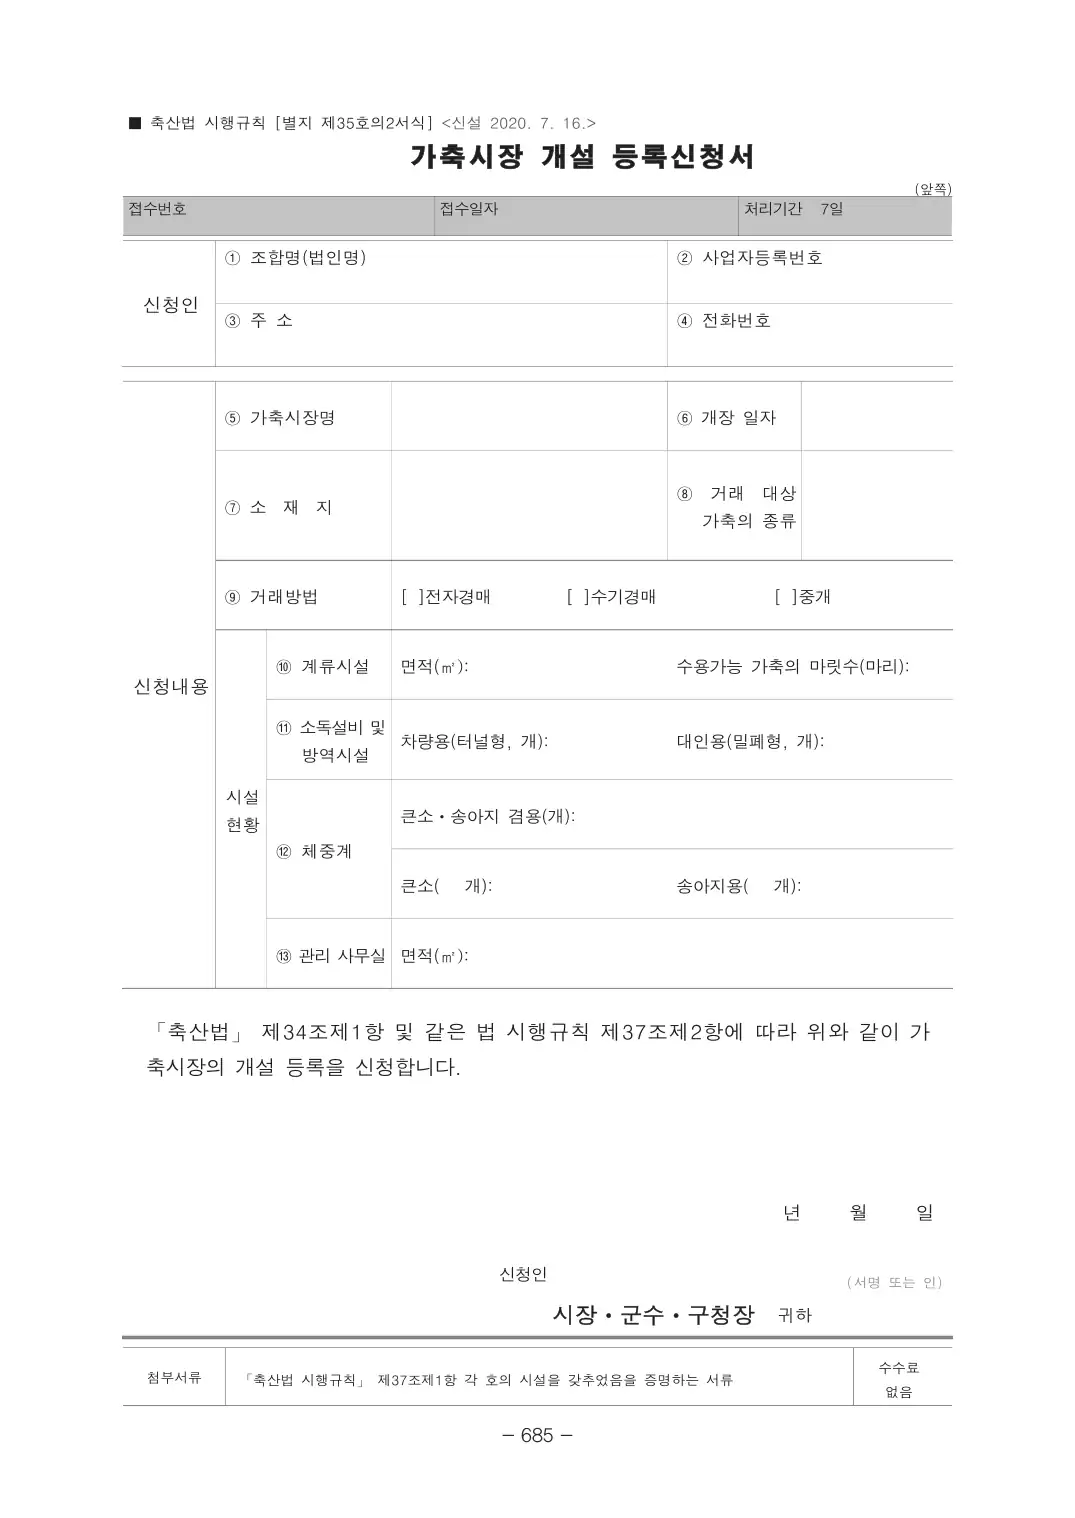 ■ 축산법 시행규칙 [별지 제35호의2서식] <신설 2020. 7. 16.>
가축시장 개설 등록신청서
(앞쪽)
접수번호 접수일자 처리기간 7일
신청인
① 조합명(법인명) ② 사업자등록번호
③ 주 소 ④ 전화번호
신청내용
⑤ 가축시장명 ⑥ 개장 일자
⑦ 소 재 지
⑧ 거래 대상
가축의 종류
⑨ 거래방법 [ ]전자경매 [ ]수기경매 [ ]중개
시설
현황
⑩ 계류시설 면적(㎡): 수용가능 가축의 마릿수(마리):
⑪ 소독설비 및
방역시설
차량용(터널형, 개): 대인용(밀폐형, 개):
⑫ 체중계
큰소・송아지 겸용(개):
큰소( 개): 송아지용( 개):
⑬ 관리 사무실 면적(㎡):
「축산법」 제34조제1항 및 같은 법 시행규칙 제37조제2항에 따라 위와 같이 가
축시장의 개설 등록을 신청합니다.
년 월 일
신청인 (서명 또는 인)
시장・군수・구청장 귀하
첨부서류 「축산법 시행규칙」 제37조제1항 각 호의 시설을 갖추었음을 증명하는 서류
수수료
없음
- 685 -